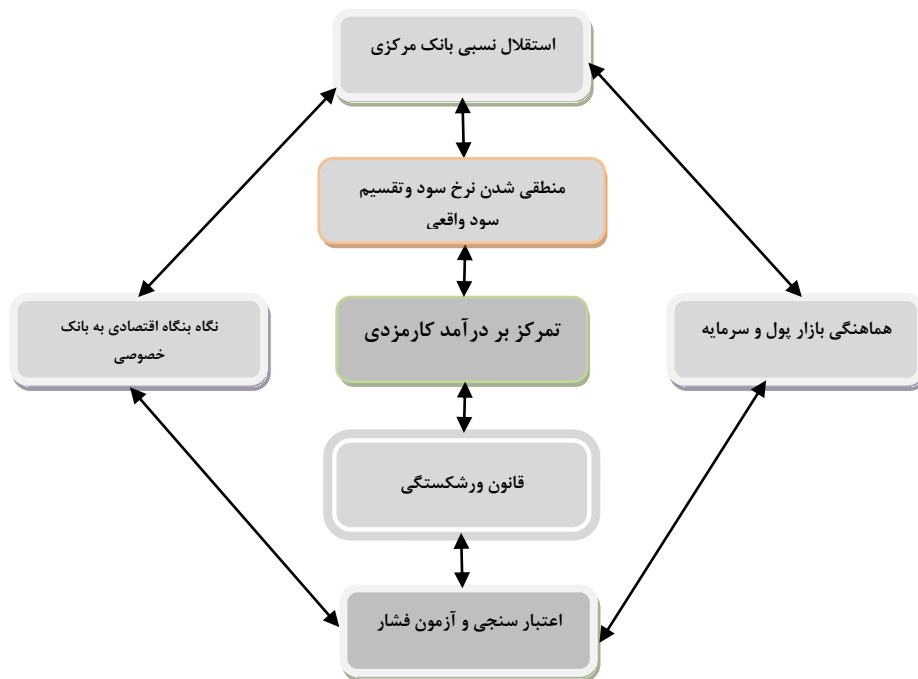 استقلال نسبی بانک مرکزی
منطقی شدن نرخ سود وتقسیم
سود واقعی
هماهنگی بازار پول و سرمایه
تمرکز بر درآمد کارمزدی
نگاه بنگاه اقتصادی به بانک
خصوصی
قانون ورشکستگی
اعتبار سنجی و آزمون فشار